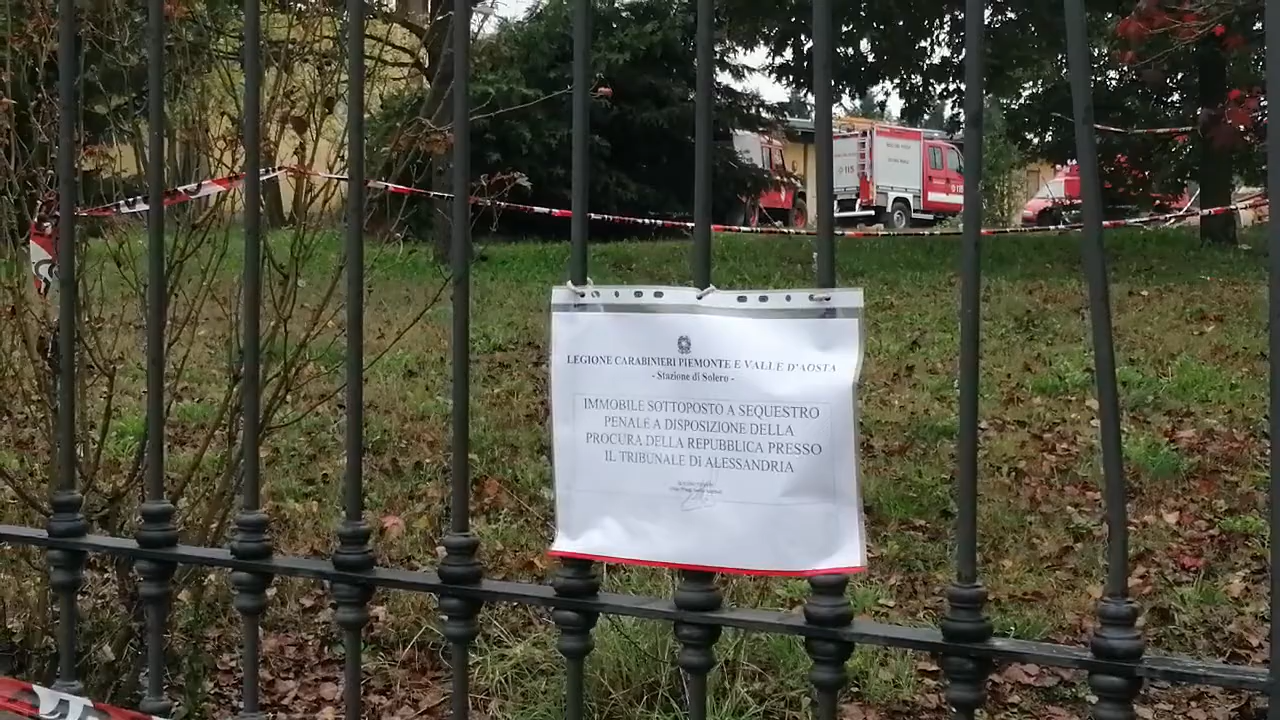 115
LEGIONE CARABINIERI PIEMONTE E VALLE D'AOSTA
- Stazione di Solero -
IMMOBILE SOTTOPOSTO A SEQUESTRO
PENALE A DISPOSIZIONE DELLA
PROCURA DELLA REPUBBLICA PRESSO
IL TRIBUNALE DI ALESSANDRIA